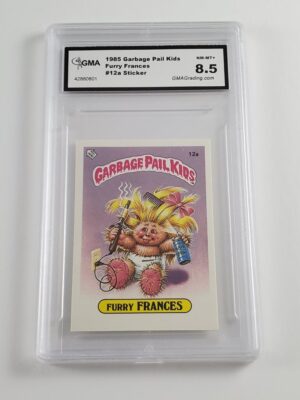 GMA
1985 Garbage Pail Kids
NM-MT+
Furry Frances
8.5
42860801
#12a Sticker
GMAGrading.com
12a
GARBAGE PAIL KIDS
FURRY FRANCES